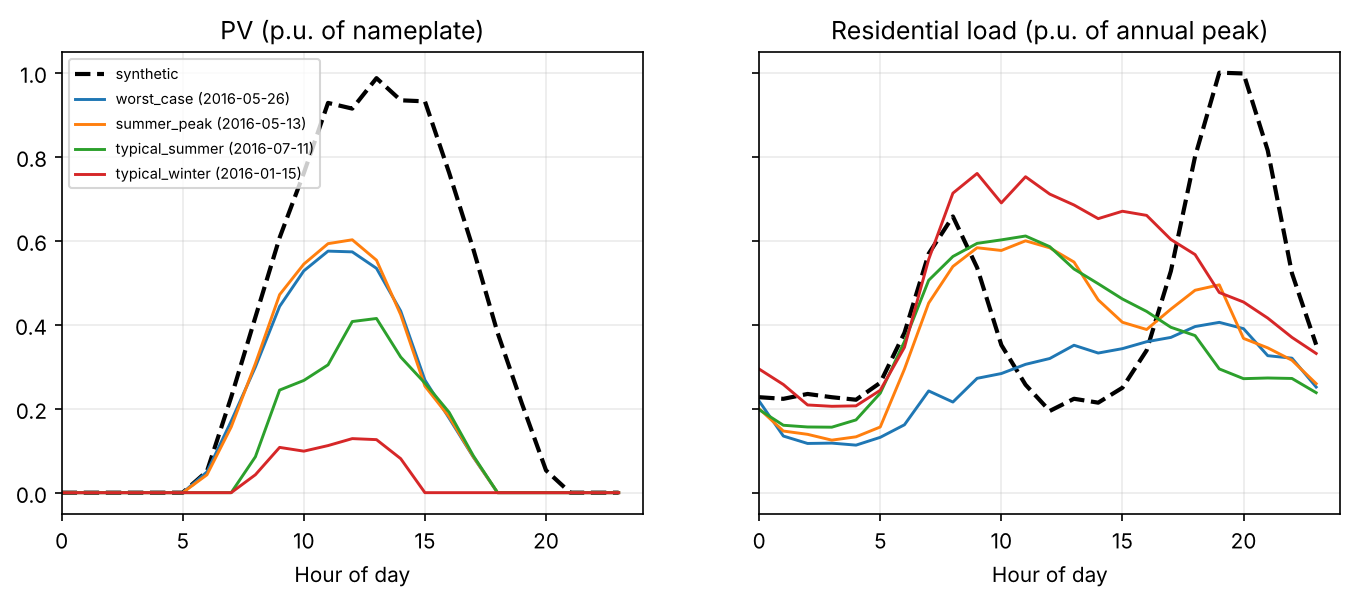 PV (p.u. of nameplate)
1.0
0.8
0.6
0.4
0.2
0.0
synthetic
worst_case (2016-05-26)
summer_peak (2016-05-13)
typical_summer (2016-07-11)
typical_winter (2016-01-15)
0 5 10 15 20
Hour of day
Residential load (p.u. of annual peak)
0 5 10 15 20
Hour of day